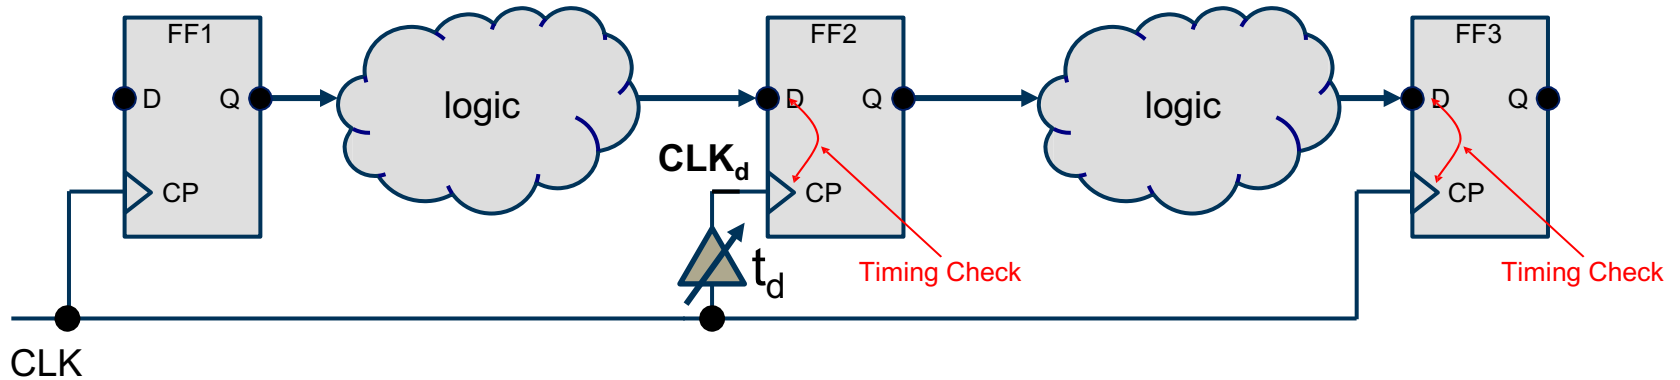 FF1
FF2
FF3
D
Q
logic
D
Q
logic
D
Q
CLKd
CP
CP
CP
td
Timing Check
Timing Check
CLK